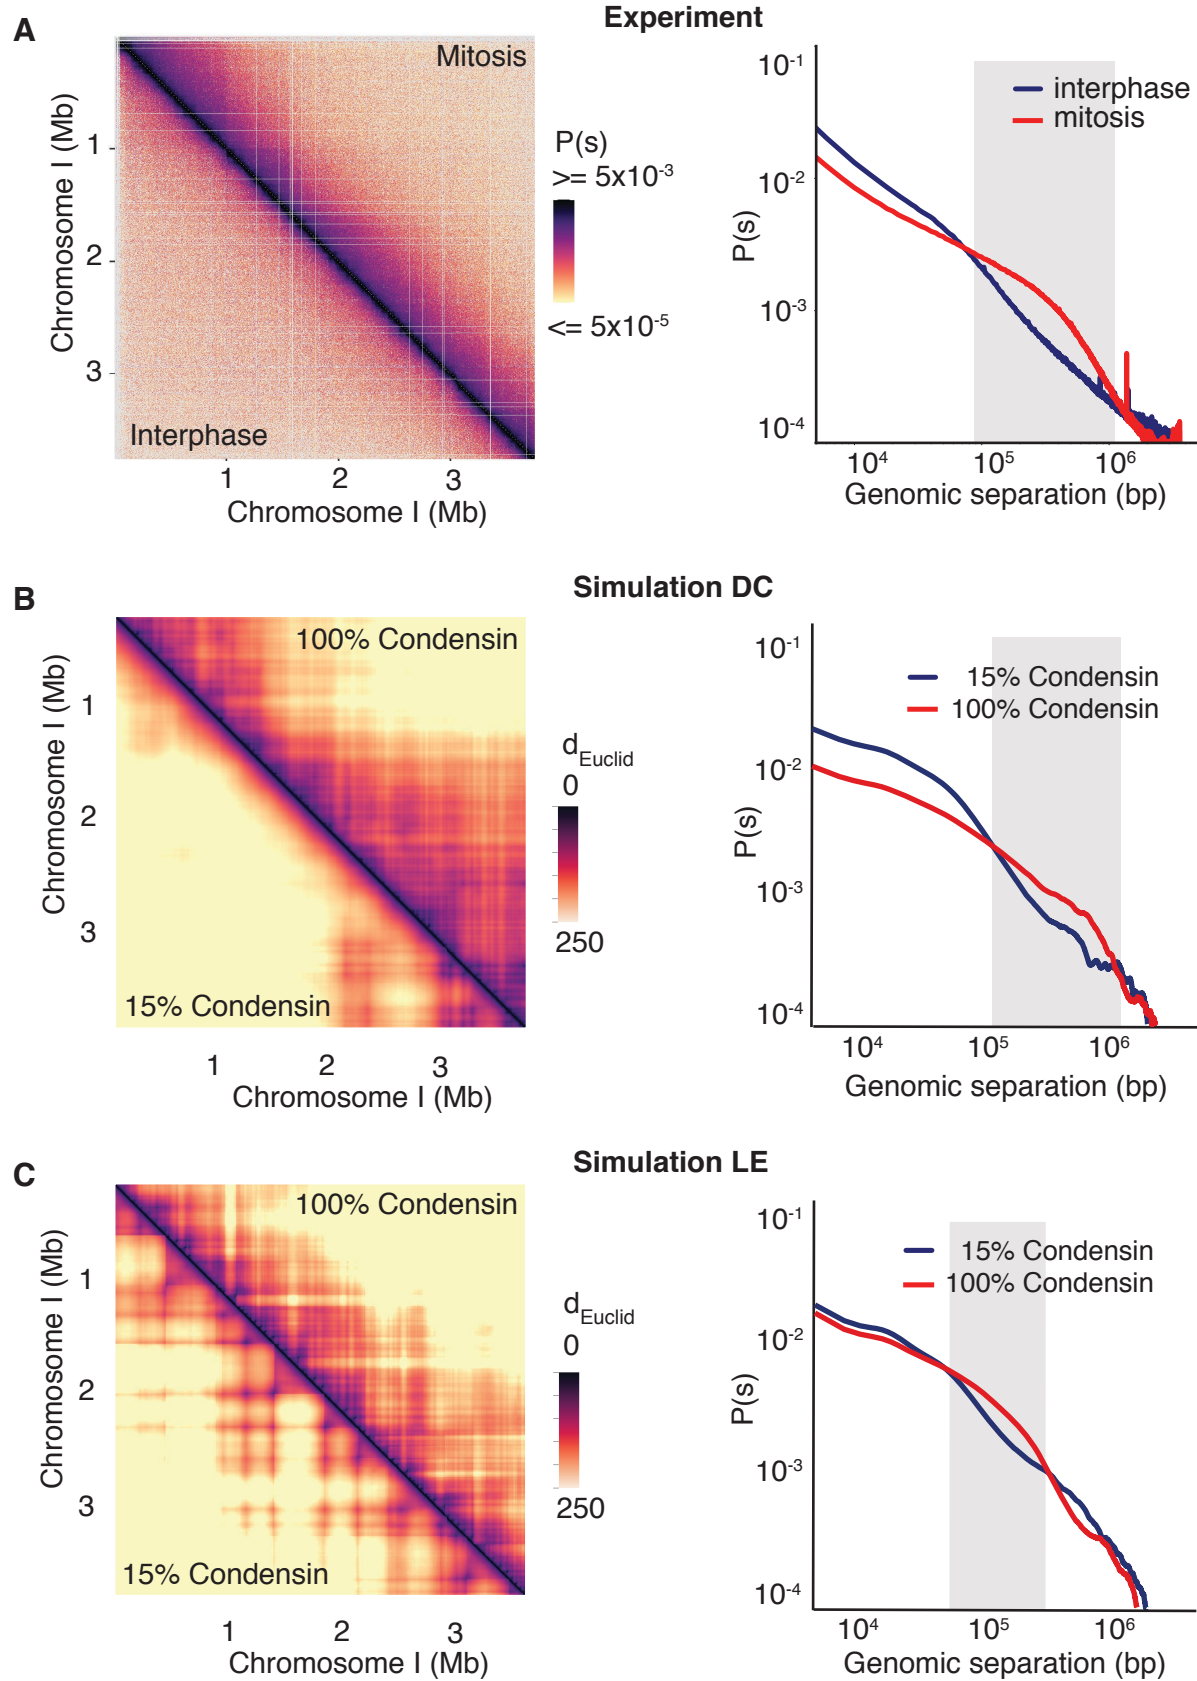 A
Experiment
Mitosis
Interphase
Chromosome I (Mb)
1
2
3
1
2
3
Chromosome I (Mb)
P(s)
>= 5x10-3
<= 5x10-5
P(s)
10-1
10-2
10-3
10-4
interphase
mitosis
104
105
106
Genomic separation (bp)
B
Simulation DC
100% Condensin
15% Condensin
Chromosome I (Mb)
1
2
3
1
2
3
Chromosome I (Mb)
dEuclid
0
250
P(s)
10-1
10-2
10-3
10-4
15% Condensin
100% Condensin
104
105
106
Genomic separation (bp)
C
Simulation LE
100% Condensin
15% Condensin
Chromosome I (Mb)
1
2
3
1
2
3
Chromosome I (Mb)
dEuclid
0
250
P(s)
10-1
10-2
10-3
10-4
15% Condensin
100% Condensin
104
105
106
Genomic separation (bp)